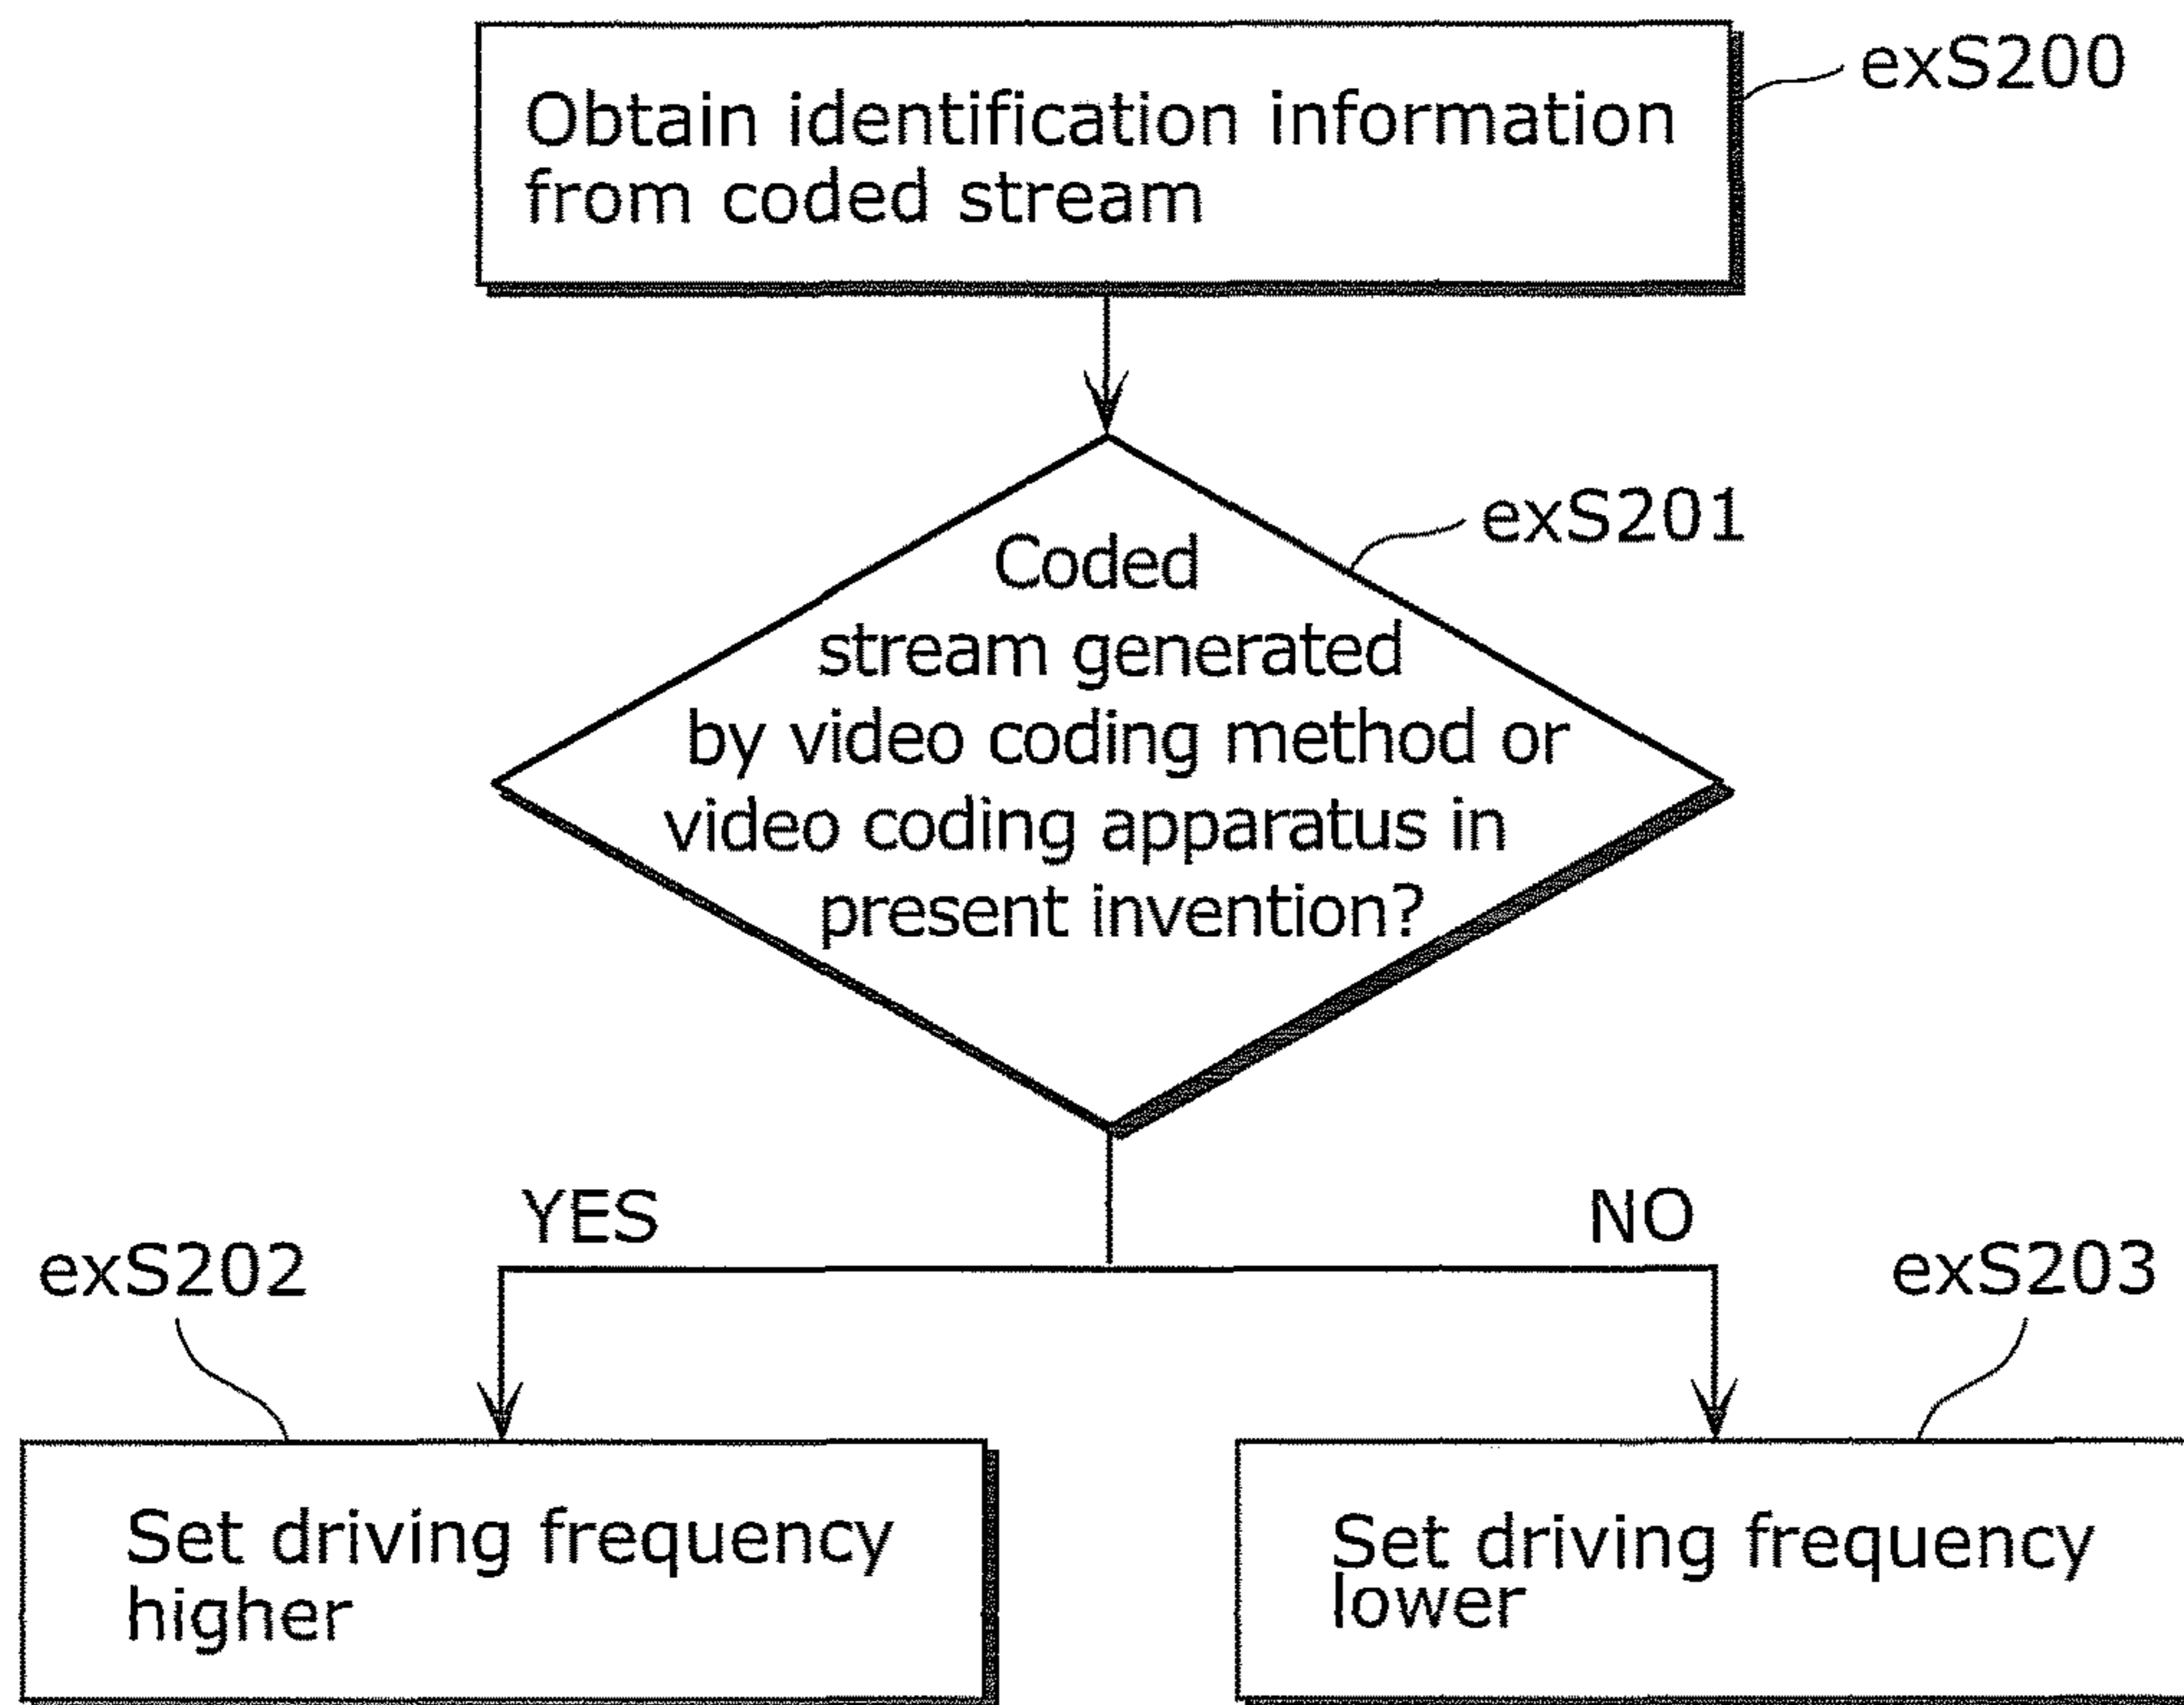 exS200
Obtain identification information
from coded stream
exS201
Coded
stream generated
by video coding method or
video coding apparatus in
present invention?
YES
NO
exS202
exS203
Set driving frequency
higher
Set driving frequency
lower